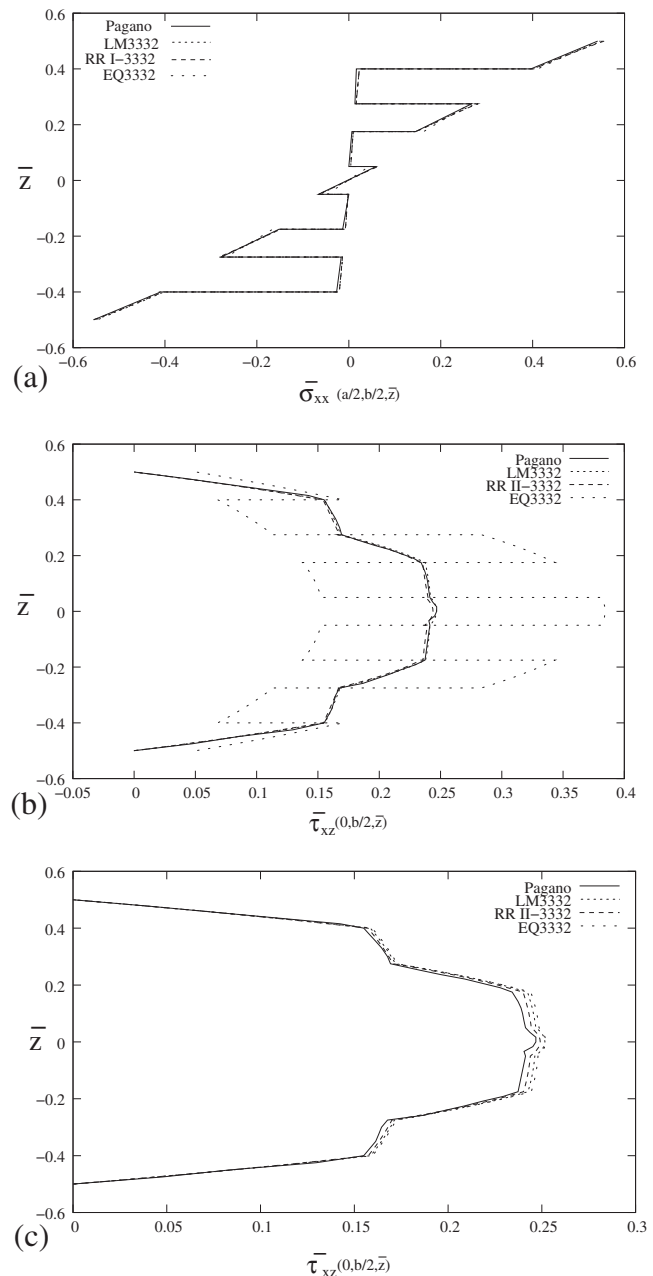 0.6
Pagano
LM3332
RR I-3332
EQ3332
0.4
0.2
z̅
0
-0.2
-0.4
-0.6
-0.6 -0.4 -0.2 0 0.2 0.4 0.6
(a)
σ̅xx (a/2,b/2,z̅)
0.6
Pagano
LM3332
RR II-3332
EQ3332
0.4
0.2
z̅
0
-0.2
-0.4
-0.6
-0.05 0 0.05 0.1 0.15 0.2 0.25 0.3 0.35 0.4
(b)
τ̅xz(0,b/2,z̅)
0.6
Pagano
LM3332
RR II-3332
EQ3332
0.4
0.2
z̅
0
-0.2
-0.4
-0.6
0 0.05 0.1 0.15 0.2 0.25 0.3
(c)
τ̅xz(0,b/2,z̅)